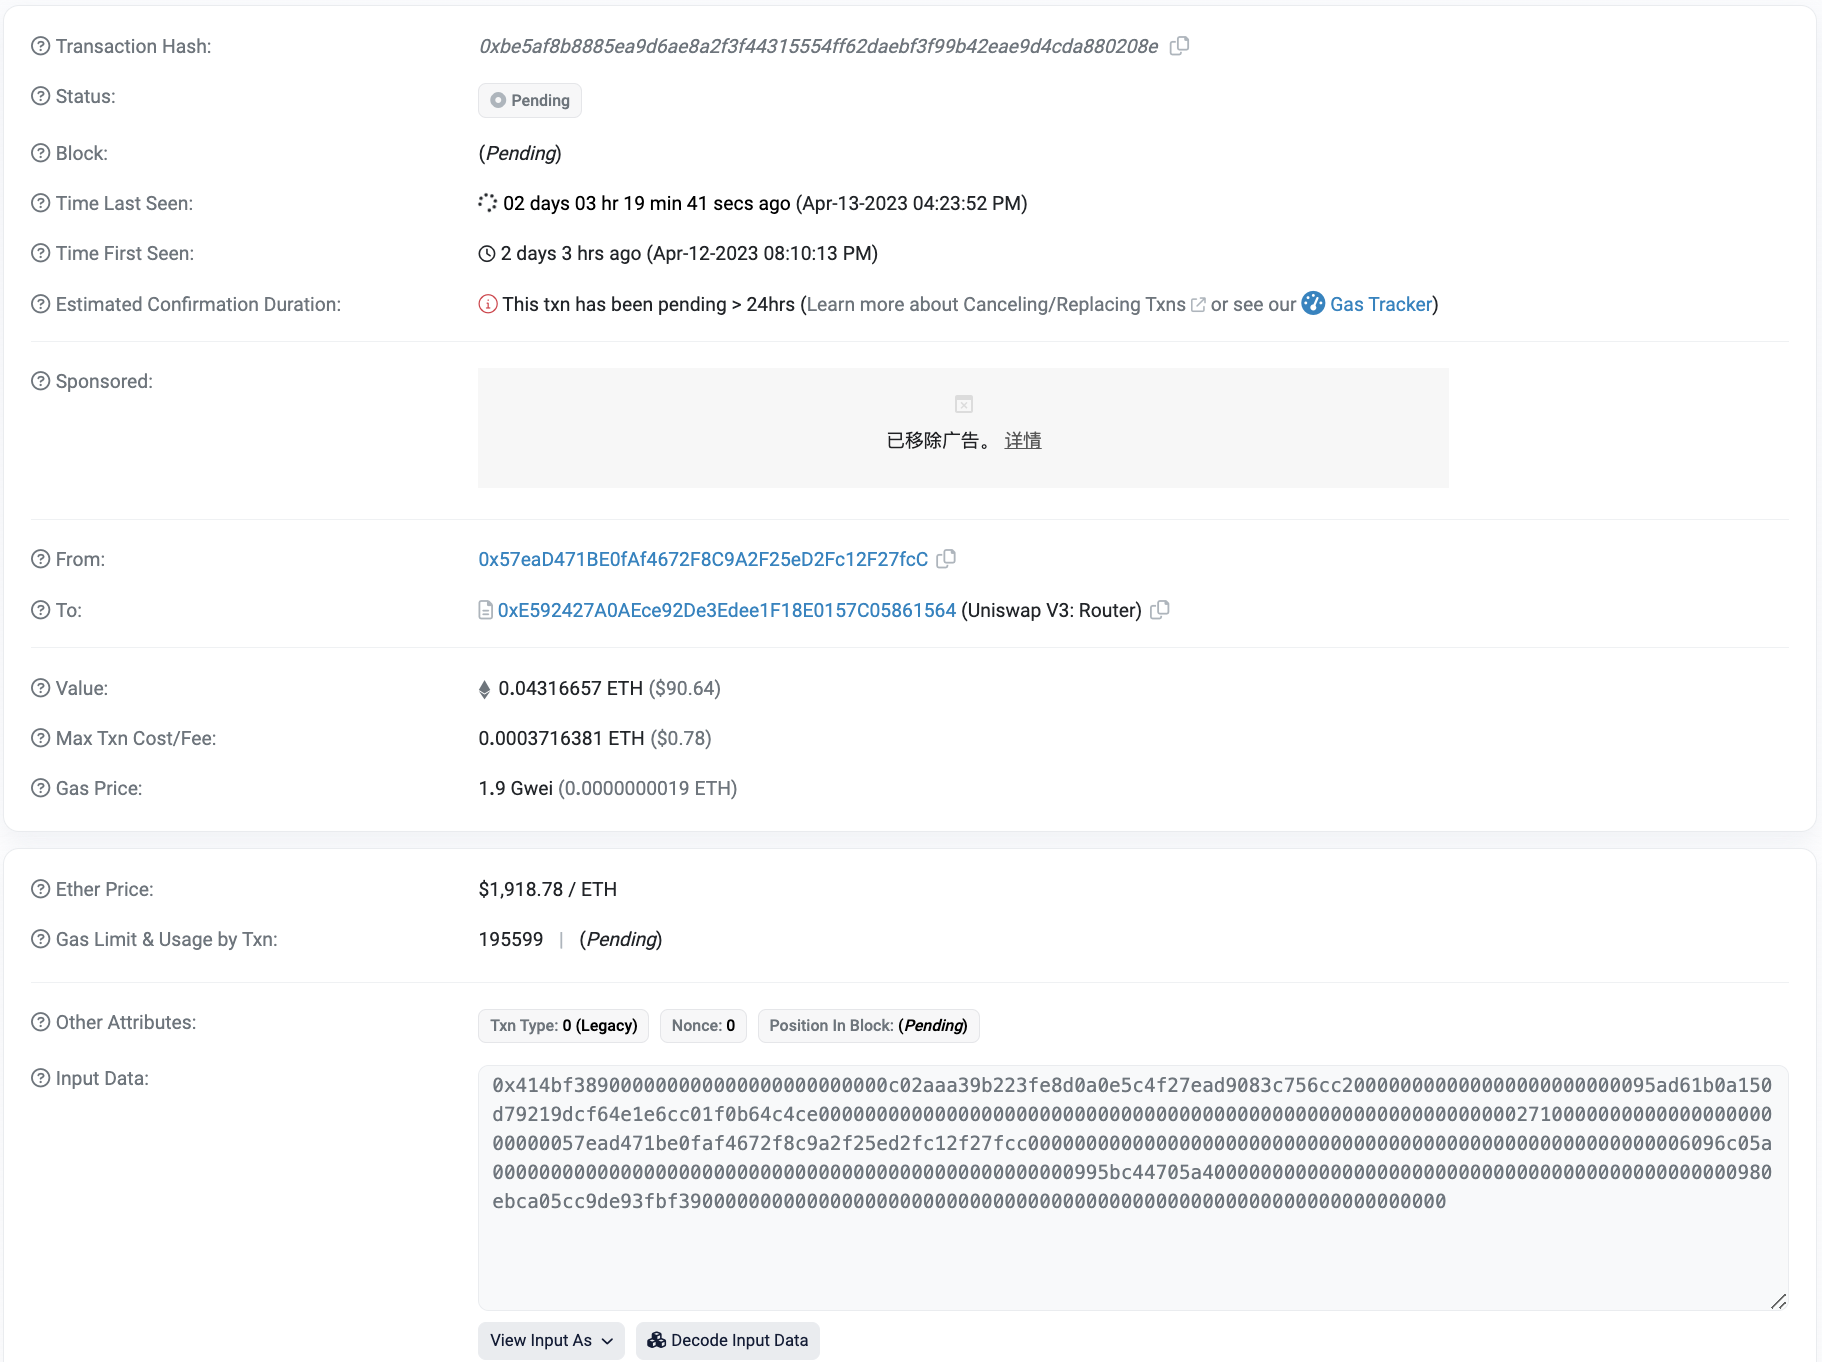 Transaction Hash: 0xbe5af8b8885ea9d6ae8a2f3f44315554ff62daebf3f99b42eae9d4cda880208e
Status: Pending
Block: (Pending)
Time Last Seen: 02 days 03 hr 19 min 41 secs ago (Apr-13-2023 04:23:52 PM)
Time First Seen: 2 days 3 hrs ago (Apr-12-2023 08:10:13 PM)
Estimated Confirmation Duration: This txn has been pending > 24hrs (Learn more about Canceling/Replacing Txns or see our Gas Tracker)
Sponsored:
已移除广告。 详情
From: 0x57eaD471BE0fAf4672F8C9A2F25eD2Fc12F27fcC
To: 0xE592427A0AEce92De3Edee1F18E0157C05861564 (Uniswap V3: Router)
Value: 0.04316657 ETH ($90.64)
Max Txn Cost/Fee: 0.0003716381 ETH ($0.78)
Gas Price: 1.9 Gwei (0.0000000019 ETH)
Ether Price: $1,918.78 / ETH
Gas Limit & Usage by Txn: 195599 | (Pending)
Other Attributes: Txn Type: 0 (Legacy) Nonce: 0 Position In Block: (Pending)
Input Data:
0x414bf389000000000000000000000000c02aaa39b223fe8d0a0e5c4f27ead9083c756cc200000000000000000000000095ad61b0a150
d79219dcf64e1e6cc01f0b64c4ce000000000000000000000000000000000000000000000000000000000000271000000000000000000000
000057ead471be0faf4672f8c9a2f25ed2fc12f27fcc000000000000000000000000000000000000000000000000000000006096c05a
00000000000000000000000000000000000000000000000000995bc44705a4000000000000000000000000000000000000000000000980
ebca05cc9de93fbf390000000000000000000000000000000000000000000000000000000000000000
View Input As Decode Input Data